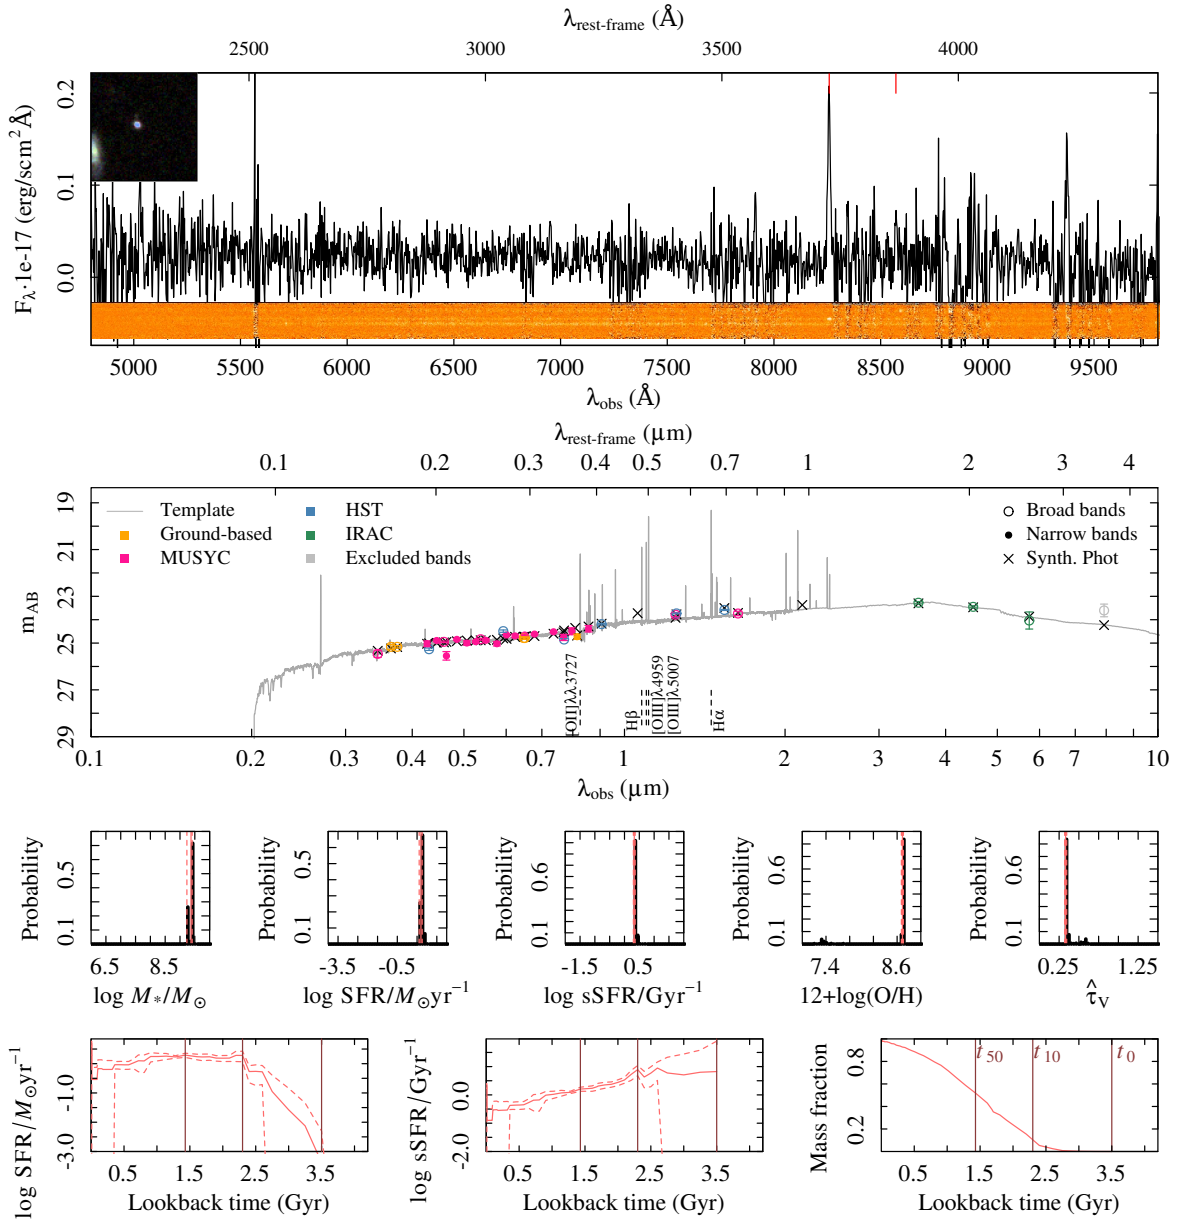 λrest-frame (Å)
2500 3000 3500 4000
Fλ·1e-17 (erg/scm² Å)
0.0 0.1 0.2
5000 5500 6000 6500 7000 7500 8000 8500 9000 9500
λobs (Å)
λrest-frame (μm)
0.1 0.2 0.3 0.4 0.5 0.6 0.7 1 2 3 4
mAB
19
21
23
25
27
29
Template
Ground-based
MUSYC
HST
IRAC
Excluded bands
Broad bands
Narrow bands
Synth. Phot
[OII]λλ3727
Hβ
[OIII]λ4959
[OIII]λ5007
Hα
0.1 0.2 0.3 0.4 0.5 0.7 1 2 3 4 5 6 7 10
λobs (μm)
Probability
0.1 0.5
6.5 8.5
log M*/M⊙
Probability
0.1 0.5
-3.5 -0.5
log SFR/M⊙yr⁻¹
Probability
0.1 0.6
-1.5 0.5
log sSFR/Gyr⁻¹
Probability
0.1 0.6
7.4 8.6
12+log(O/H)
Probability
0.1 0.6
0.25 1.25
τ̂V
log SFR/M⊙yr⁻¹
-3.0 -1.0
0.5 1.5 2.5 3.5
Lookback time (Gyr)
log sSFR/Gyr⁻¹
-2.0 0.0
0.5 1.5 2.5 3.5
Lookback time (Gyr)
Mass fraction
0.2 0.8
t50 t10 t0
0.5 1.5 2.5 3.5
Lookback time (Gyr)